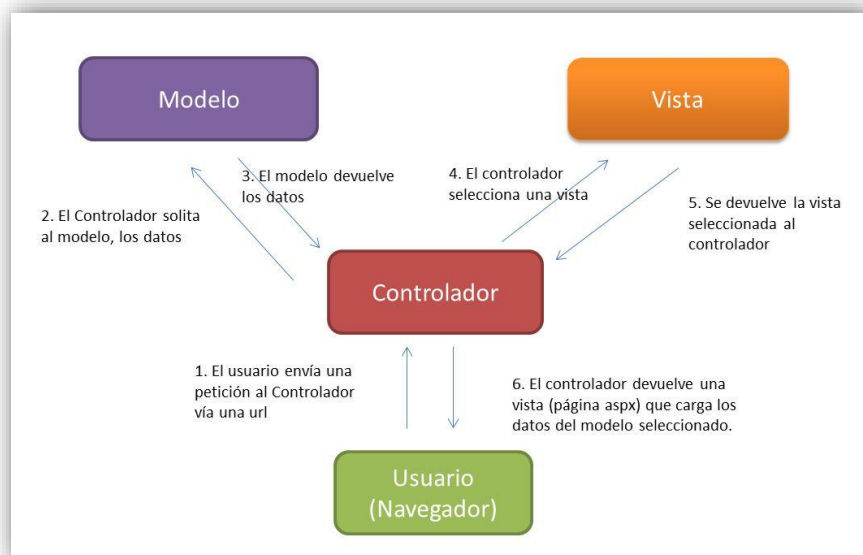 Modelo
Vista
3. El modelo devuelve
los datos
4. El controlador
selecciona una vista
2. El Controlador solita
al modelo, los datos
5. Se devuelve la vista
seleccionada al
controlador
Controlador
1. El usuario envía una
petición al Controlador
vía una url
6. El controlador devuelve una
vista (página aspx) que carga los
datos del modelo seleccionado.
Usuario
(Navegador)